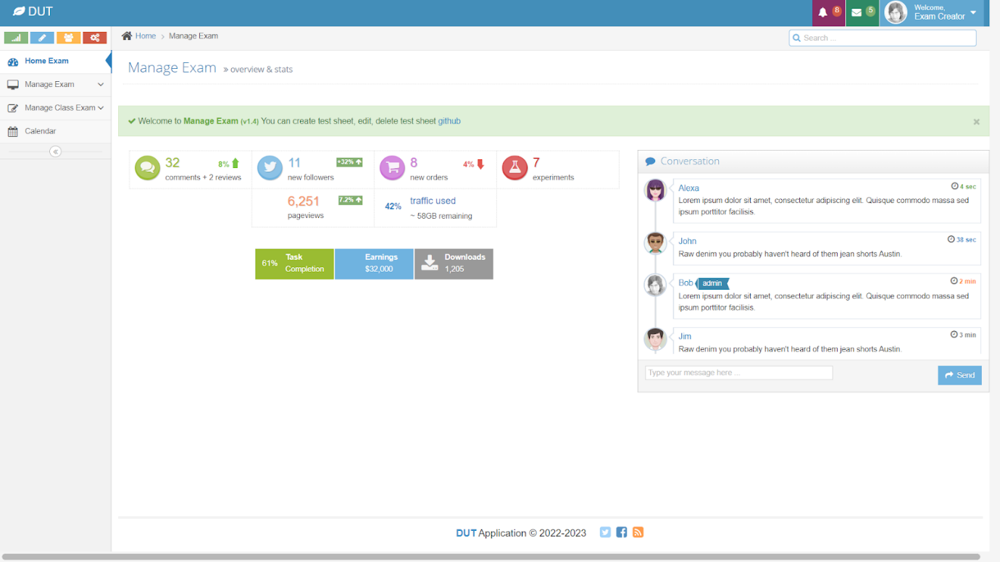 DUT
8
5
Welcome,
Exam Creator
Home > Manage Exam
Search ...
Home Exam
Manage Exam
Manage Class Exam
Calendar
Manage Exam » overview & stats
Welcome to Manage Exam (v1.4) You can create test sheet, edit, delete test sheet github
×
32 8%
comments + 2 reviews
11 +32%
new followers
8 4%
new orders
7
experiments
6,251 7.2%
pageviews
42% traffic used
~ 58GB remaining
61% Task
Completion
Earnings
$32,000
Downloads
1,205
Conversation
Alexa 4 sec
Lorem ipsum dolor sit amet, consectetur adipiscing elit. Quisque commodo massa sed
ipsum porttitor facilisis.
John 38 sec
Raw denim you probably haven't heard of them jean shorts Austin.
Bob admin 2 min
Lorem ipsum dolor sit amet, consectetur adipiscing elit. Quisque commodo massa sed
ipsum porttitor facilisis.
Jim 3 min
Raw denim you probably haven't heard of them jean shorts Austin.
Type your message here ...
Send
DUT Application © 2022-2023